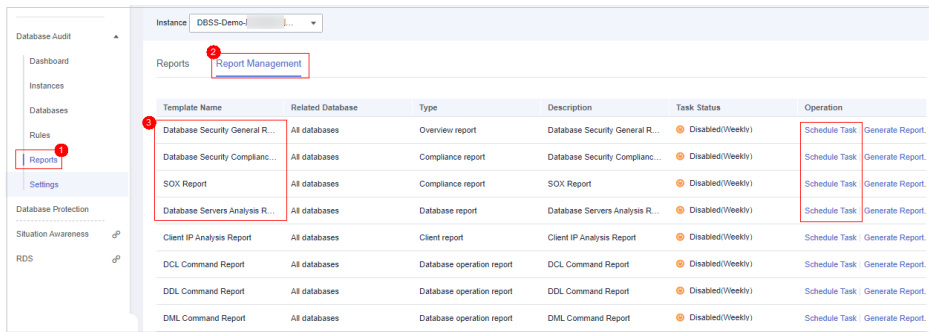 Instance DBSS-Demo-
Database Audit
Dashboard
Instances
Databases
Rules
1
Reports
Settings
Database Protection
Situation Awareness
RDS
2
Reports Report Management
Template Name Related Database Type Description Task Status Operation
3
Database Security General R... All databases Overview report Database Security General R... Disabled(Weekly) Schedule Task Generate Report.
Database Security Complianc... All databases Compliance report Database Security Complianc... Disabled(Weekly) Schedule Task Generate Report.
SOX Report All databases Compliance report SOX Report Disabled(Weekly) Schedule Task Generate Report.
Database Servers Analysis R... All databases Database report Database Servers Analysis R... Disabled(Weekly) Schedule Task Generate Report.
Client IP Analysis Report All databases Client report Client IP Analysis Report Disabled(Weekly) Schedule Task Generate Report.
DCL Command Report All databases Database operation report DCL Command Report Disabled(Weekly) Schedule Task Generate Report.
DDL Command Report All databases Database operation report DDL Command Report Disabled(Weekly) Schedule Task Generate Report.
DML Command Report All databases Database operation report DML Command Report Disabled(Weekly) Schedule Task Generate Report.